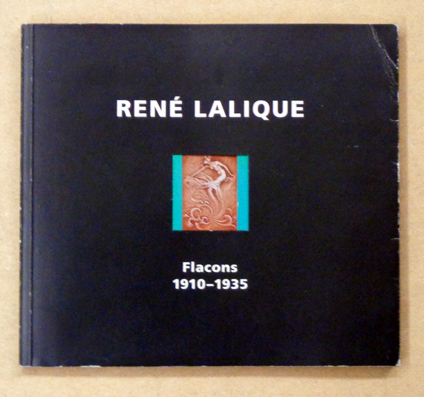 RENÉ LALIQUE
Flacons
1910–1935